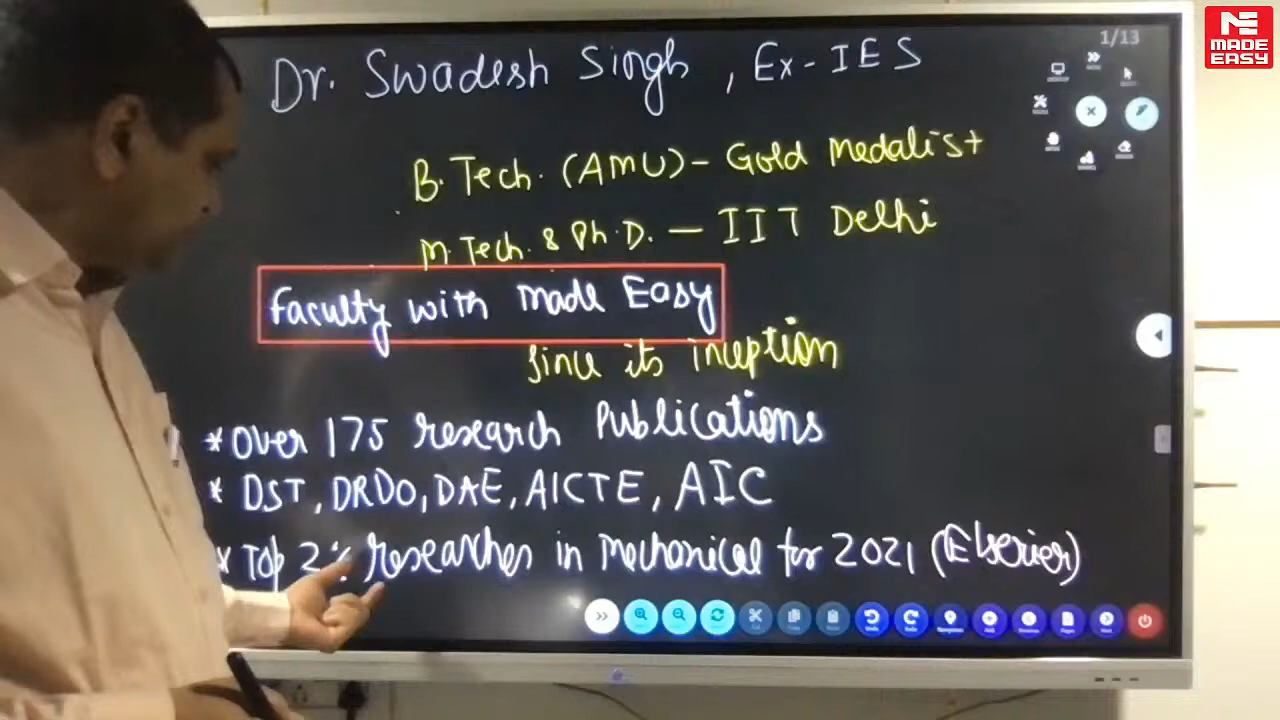 Dr. Swadesh Singh, Ex-IES
B.Tech. (AMU) - Gold Medalist
M.Tech. & Ph.D. - IIT Delhi
Faculty with made Easy
since its inception
* Over 175 research Publications
* DST, DRDO, DAE, AICTE, AIC
* Top 2% researches in mechanical for 2021 (Elsevier)
1/13
MADE
EASY